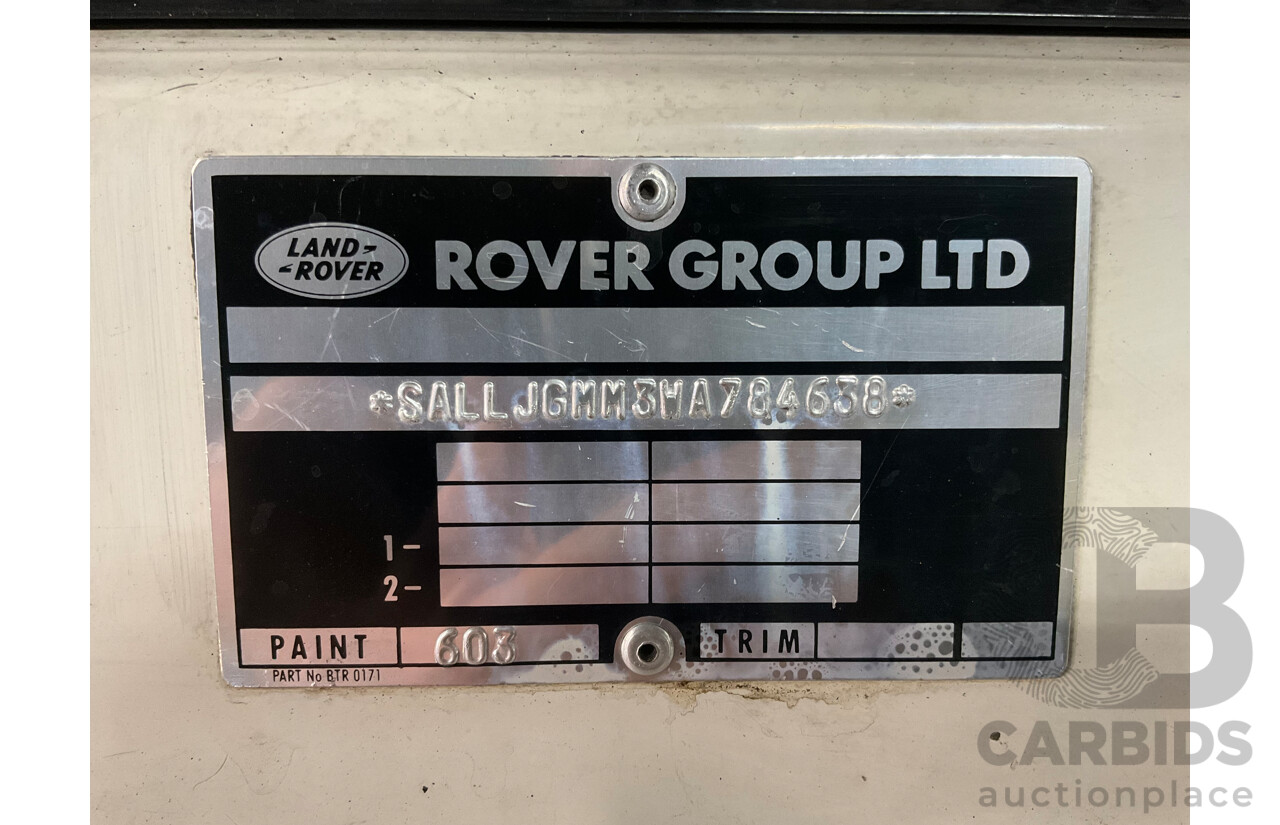 LAND-
-ROVER
ROVER GROUP LTD
*SALLJGMM3WA784638*
1-
2-
PAINT 603 TRIM
PART No BTR 0171
CARBIDS
auctionplace